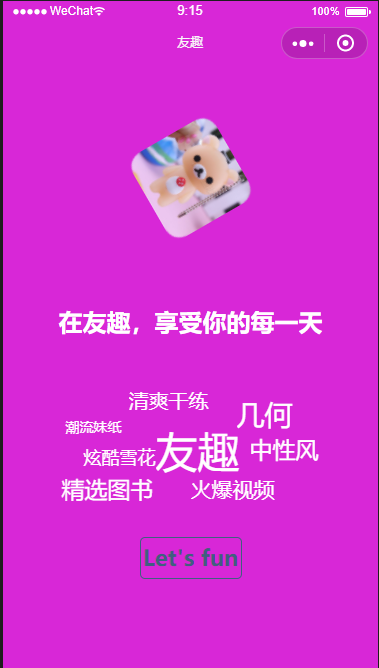 WeChat 9:15 100%
友趣
在友趣，享受你的每一天
清爽干练
几何
潮流妹纸
友趣
中性风
炫酷雪花
精选图书
火爆视频
Let's fun